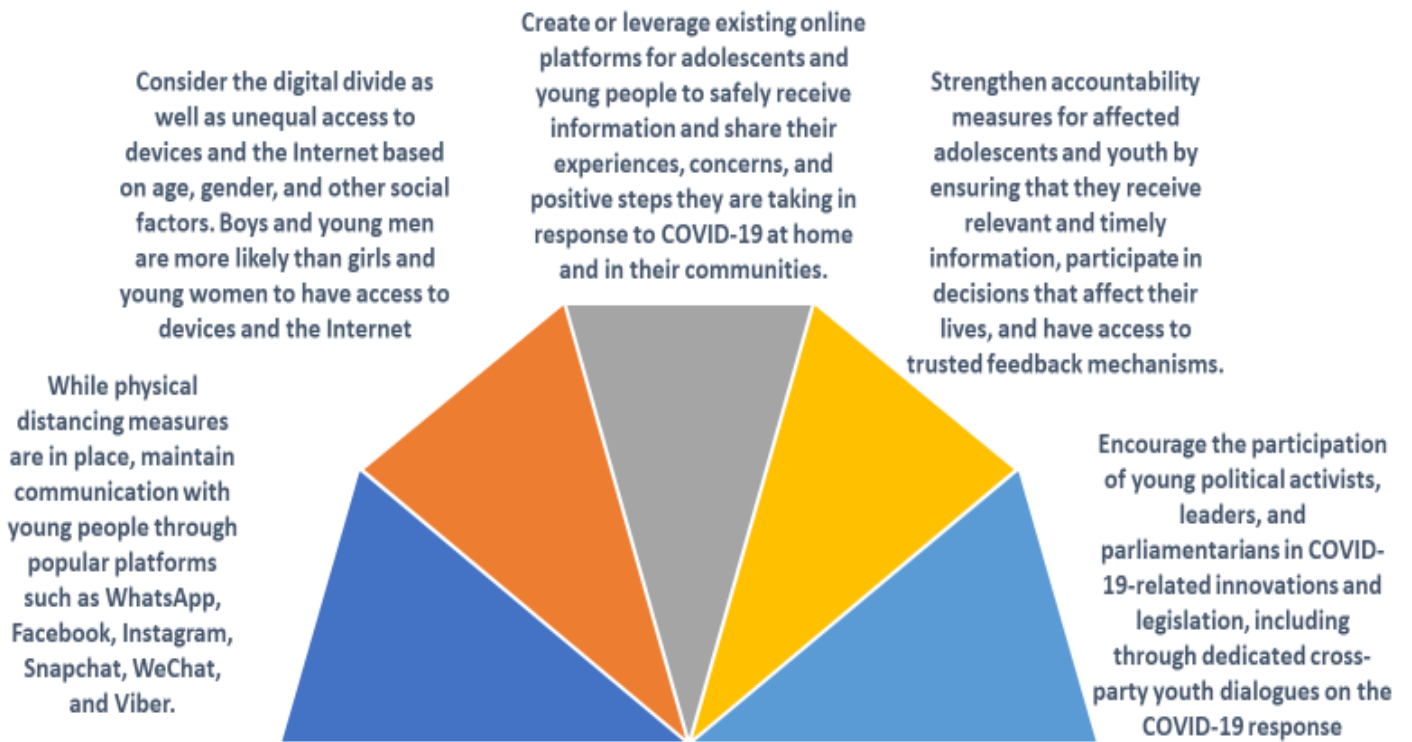 While physical
distancing measures
are in place, maintain
communication with
young people through
popular platforms
such as WhatsApp,
Facebook, Instagram,
Snapchat, WeChat,
and Viber.
Consider the digital divide as
well as unequal access to
devices and the Internet based
on age, gender, and other social
factors. Boys and young men
are more likely than girls and
young women to have access to
devices and the Internet
Create or leverage existing online
platforms for adolescents and
young people to safely receive
information and share their
experiences, concerns, and
positive steps they are taking in
response to COVID-19 at home
and in their communities.
Strengthen accountability
measures for affected
adolescents and youth by
ensuring that they receive
relevant and timely
information, participate in
decisions that affect their
lives, and have access to
trusted feedback mechanisms.
Encourage the participation
of young political activists,
leaders, and
parliamentarians in COVID-
19-related innovations and
legislation, including
through dedicated cross-
party youth dialogues on the
COVID-19 response